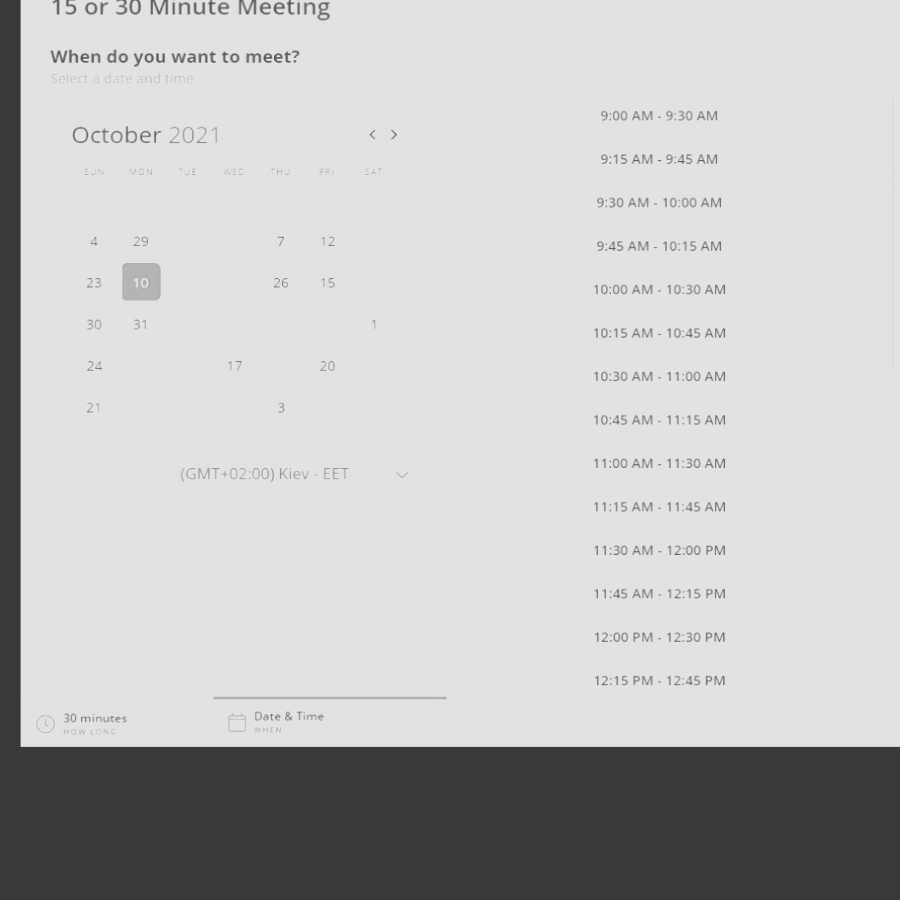 15 or 30 Minute Meeting
When do you want to meet?
Select a date and time
October 2021 < >
SUN MON TUE WED THU FRI SAT
4 29 7 12
23 10 26 15
30 31 1
24 17 20
21 3
(GMT+02:00) Kiev - EET
9:00 AM - 9:30 AM
9:15 AM - 9:45 AM
9:30 AM - 10:00 AM
9:45 AM - 10:15 AM
10:00 AM - 10:30 AM
10:15 AM - 10:45 AM
10:30 AM - 11:00 AM
10:45 AM - 11:15 AM
11:00 AM - 11:30 AM
11:15 AM - 11:45 AM
11:30 AM - 12:00 PM
11:45 AM - 12:15 PM
12:00 PM - 12:30 PM
12:15 PM - 12:45 PM
30 minutes
HOW LONG
Date & Time
WHEN